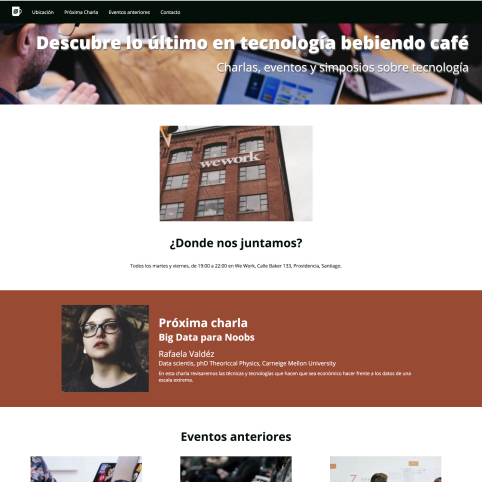 Ubicación Próxima Charla Eventos anteriores Contacto
Descubre lo último en tecnología bebiendo café
Charlas, eventos y simposios sobre tecnología
wework
¿Donde nos juntamos?
Todos los martes y viernes, de 19:00 a 22:00 en We Work, Calle Baker 133, Providencia, Santiago.
Próxima charla
Big Data para Noobs
Rafaela Valdéz
Data scientis, phD Theoriccal Physics, Carneige Mellon University
En esta charla revisaremos las técnicas y tecnologías que hacen que sea económico hacer frente a los datos de una
escala extrema.
Eventos anteriores